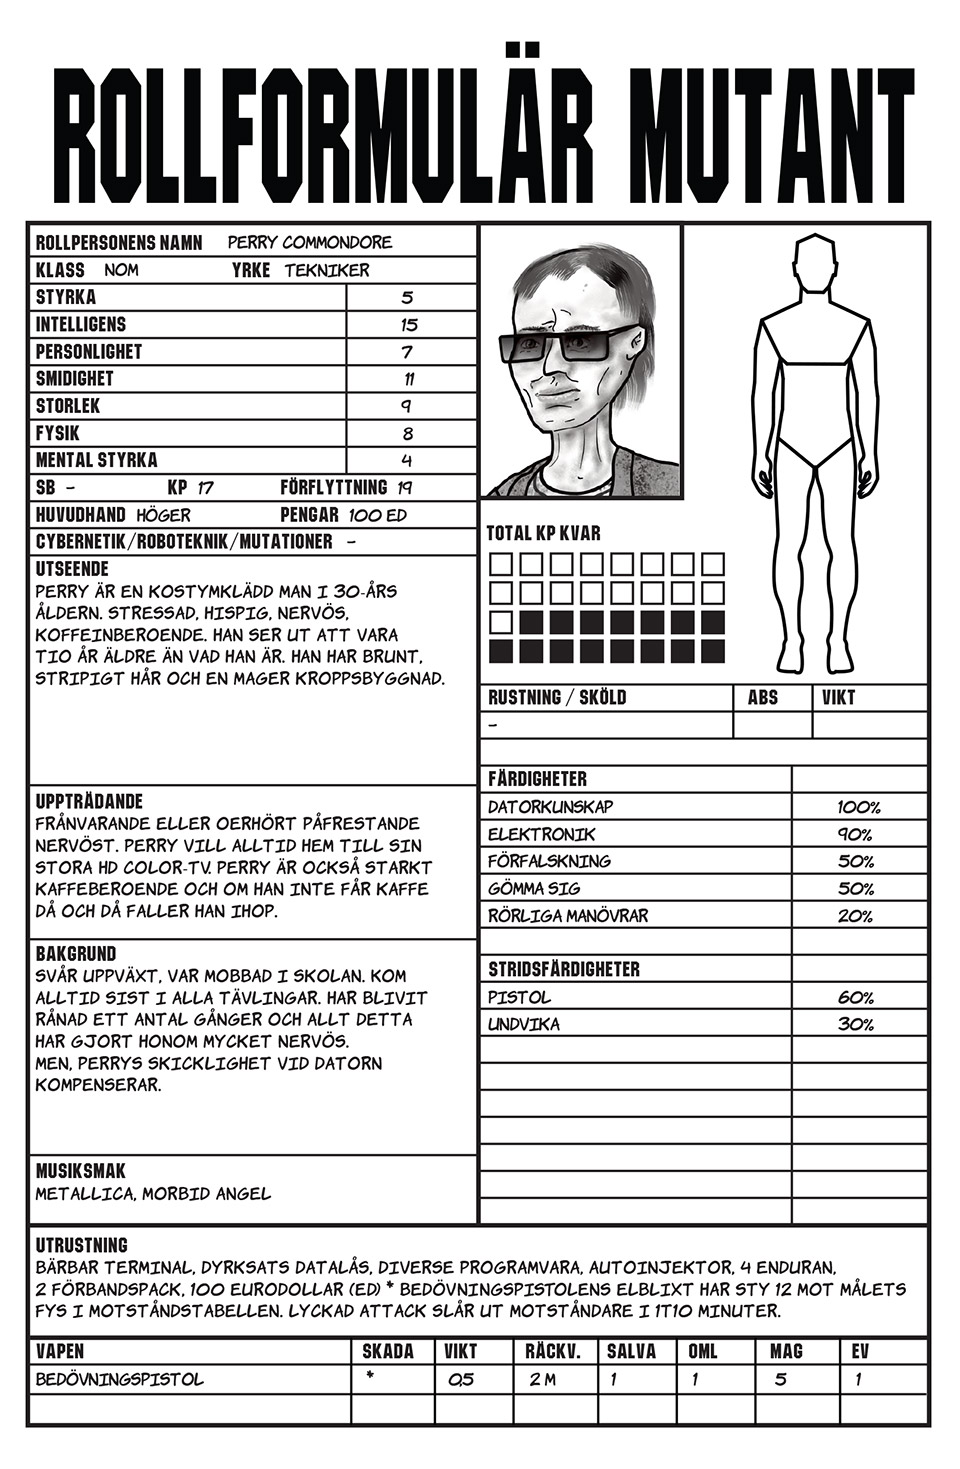 ROLLFORMULÄR MUTANT
ROLLPERSONENS NAMN PERRY COMMONDORE
KLASS NOM YRKE TEKNIKER
STYRKA 5
INTELLIGENS 15
PERSONLIGHET 7
SMIDIGHET 11
STORLEK 9
FYSIK 8
MENTAL STYRKA 4
SB - KP 17 FÖRFLYTTNING 19
HUVUDHAND HÖGER PENGAR 100 ED
CYBERNETIK/ROBOTEKNIK/MUTATIONER -
UTSEENDE
PERRY ÄR EN KOSTYMKLÄDD MAN I 30-ÅRS
ÅLDERN. STRESSAD, HISPIG, NERVÖS,
KOFFEINBEROENDE. HAN SER UT ATT VARA
TIO ÅR ÄLDRE ÄN VAD HAN ÄR. HAN HAR BRUNT,
STRIPIGT HÅR OCH EN MAGER KROPPSBYGGNAD.
UPPTRÄDANDE
FRÅNVARANDE ELLER OERHÖRT PÅFRESTANDE
NERVÖST. PERRY VILL ALLTID HEM TILL SIN
STORA HD COLOR-TV. PERRY ÄR OCKSÅ STARKT
KAFFEBEROENDE OCH OM HAN INTE FÅR KAFFE
DÅ OCH DÅ FALLER HAN IHOP.
BAKGRUND
SVÅR UPPVÄXT, VAR MOBBAD I SKOLAN. KOM
ALLTID SIST I ALLA TÄVLINGAR. HAR BLIVIT
RÅNAD ETT ANTAL GÅNGER OCH ALLT DETTA
HAR GJORT HONOM MYCKET NERVÖS.
MEN, PERRYS SKICKLIGHET VID DATORN
KOMPENSERAR.
MUSIKSMAK
METALLICA, MORBID ANGEL
TOTAL KP KVAR
RUSTNING / SKÖLD ABS VIKT
-
FÄRDIGHETER
DATORKUNSKAP 100%
ELEKTRONIK 90%
FÖRFALSKNING 50%
GÖMMA SIG 50%
RÖRLIGA MANÖVRAR 20%
STRIDSFÄRDIGHETER
PISTOL 60%
UNDVIKA 30%
UTRUSTNING
BÄRBAR TERMINAL, DYRKSATS DATALÅS, DIVERSE PROGRAMVARA, AUTOINJEKTOR, 4 ENDURAN,
2 FÖRBANDSPACK, 100 EURODOLLAR (ED) * BEDÖVNINGSPISTOLENS ELBLIXT HAR STY 12 MOT MÅLETS
FYS I MOTSTÅNDSTABELLEN. LYCKAD ATTACK SLÅR UT MOTSTÅNDARE I 1T10 MINUTER.
VAPEN SKADA VIKT RÄCKV. SALVA OML MAG EV
BEDÖVNINGSPISTOL * 0,5 2 M 1 1 5 1